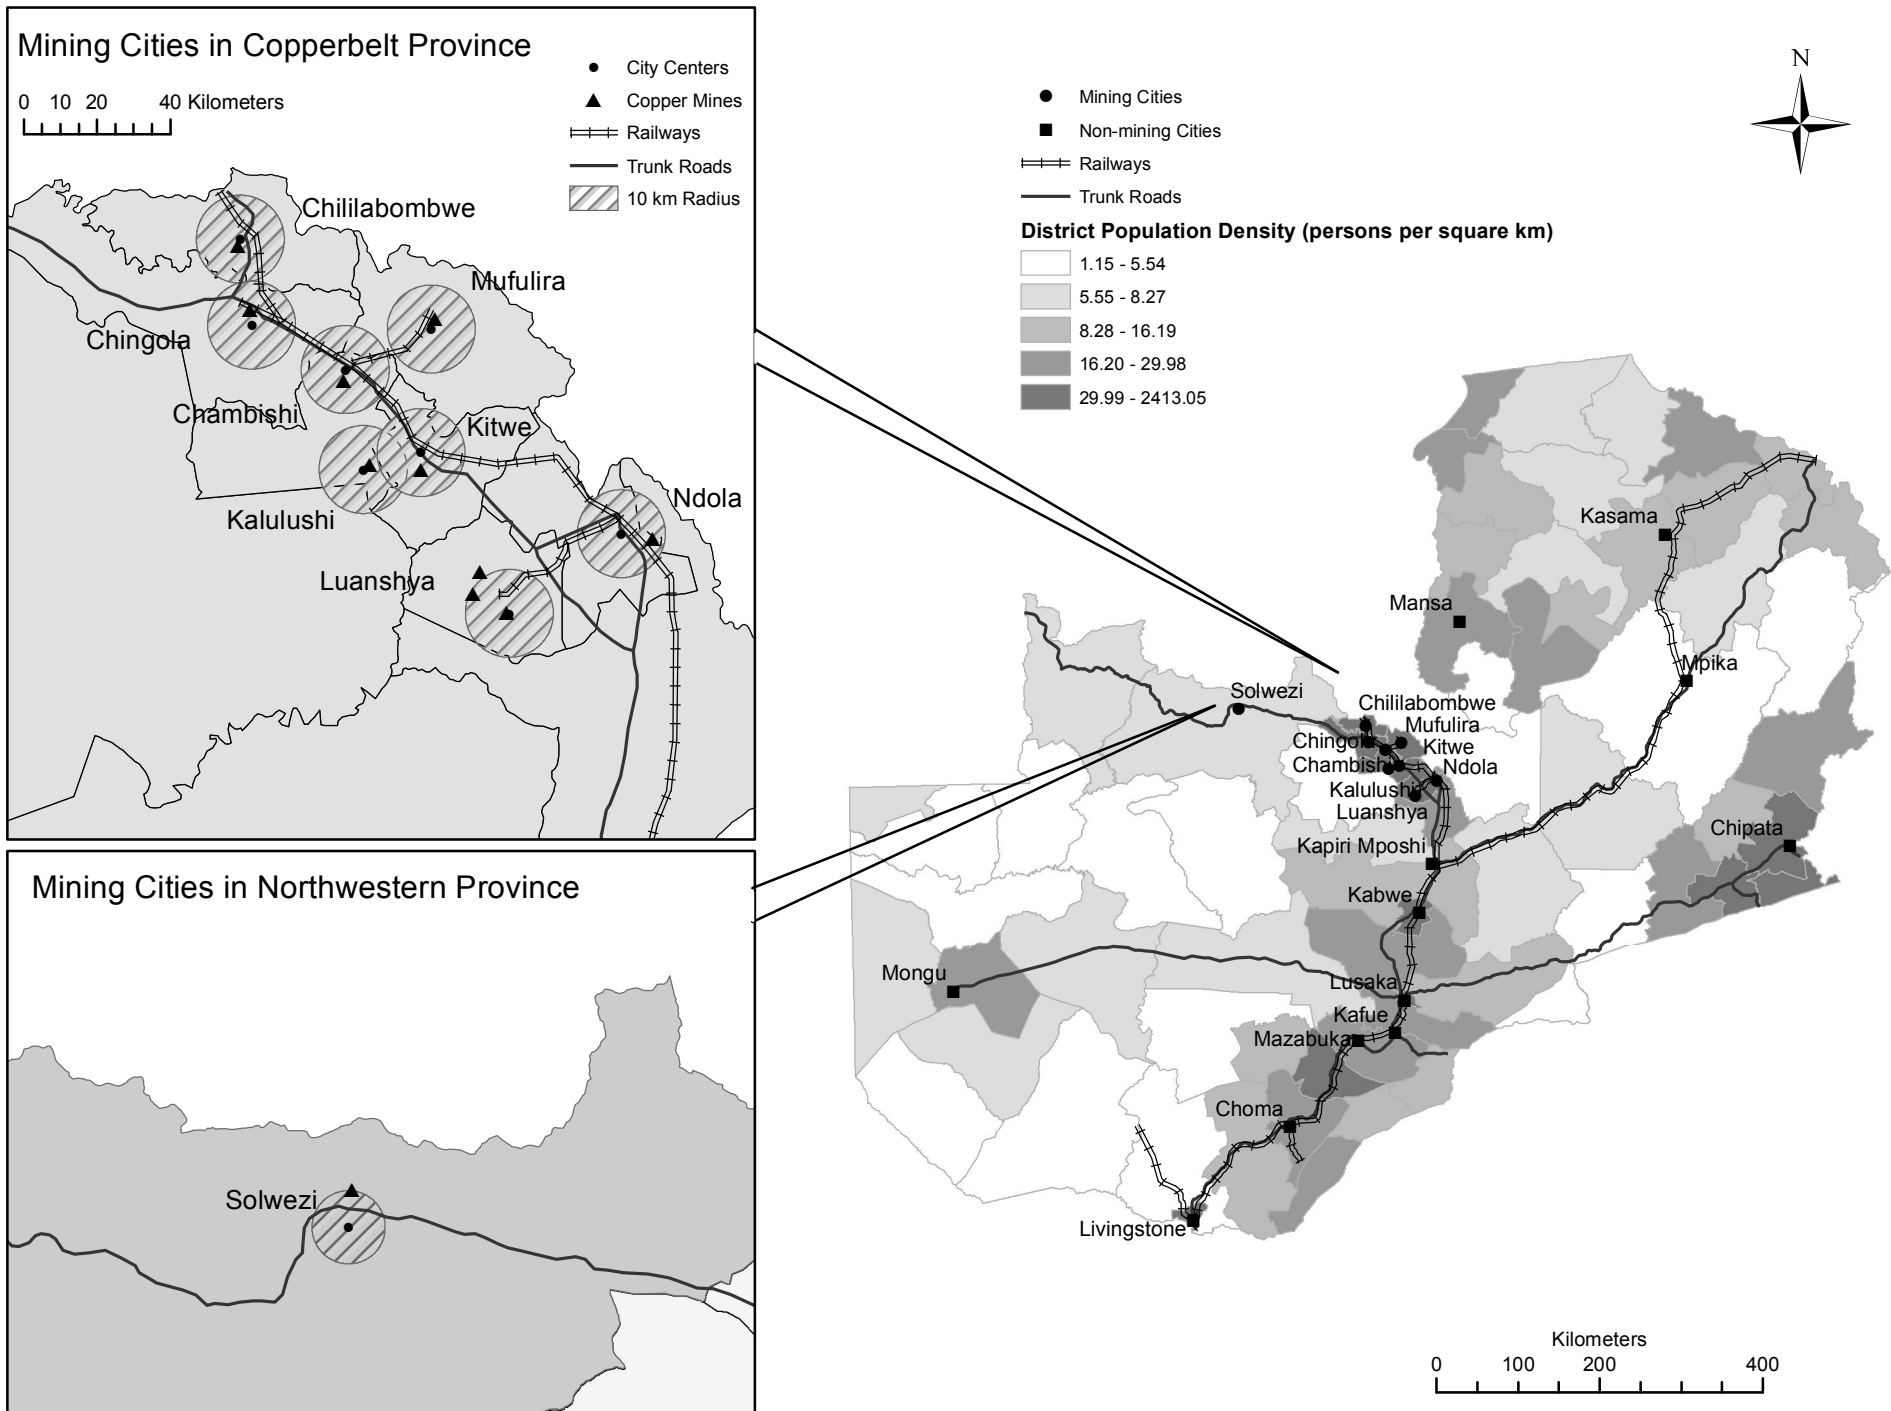 Mining Cities in Copperbelt Province
0 10 20 40 Kilometers
City Centers
Copper Mines
Railways
Trunk Roads
10 km Radius
Chililabombwe
Mufulira
Chingola
Chambishi
Kitwe
Kalulushi
Ndola
Luanshya
Mining Cities in Northwestern Province
Solwezi
N
Mining Cities
Non-mining Cities
Railways
Trunk Roads
District Population Density (persons per square km)
1.15 - 5.54
5.55 - 8.27
8.28 - 16.19
16.20 - 29.98
29.99 - 2413.05
Kasama
Mansa
Mpika
Solwezi
Chililabombwe
Mufulira
Chingola
Kitwe
Chambishi
Ndola
Kalulushi
Luanshya
Chipata
Kapiri Mposhi
Kabwe
Mongu
Lusaka
Kafue
Mazabuka
Choma
Livingstone
Kilometers
0 100 200 400